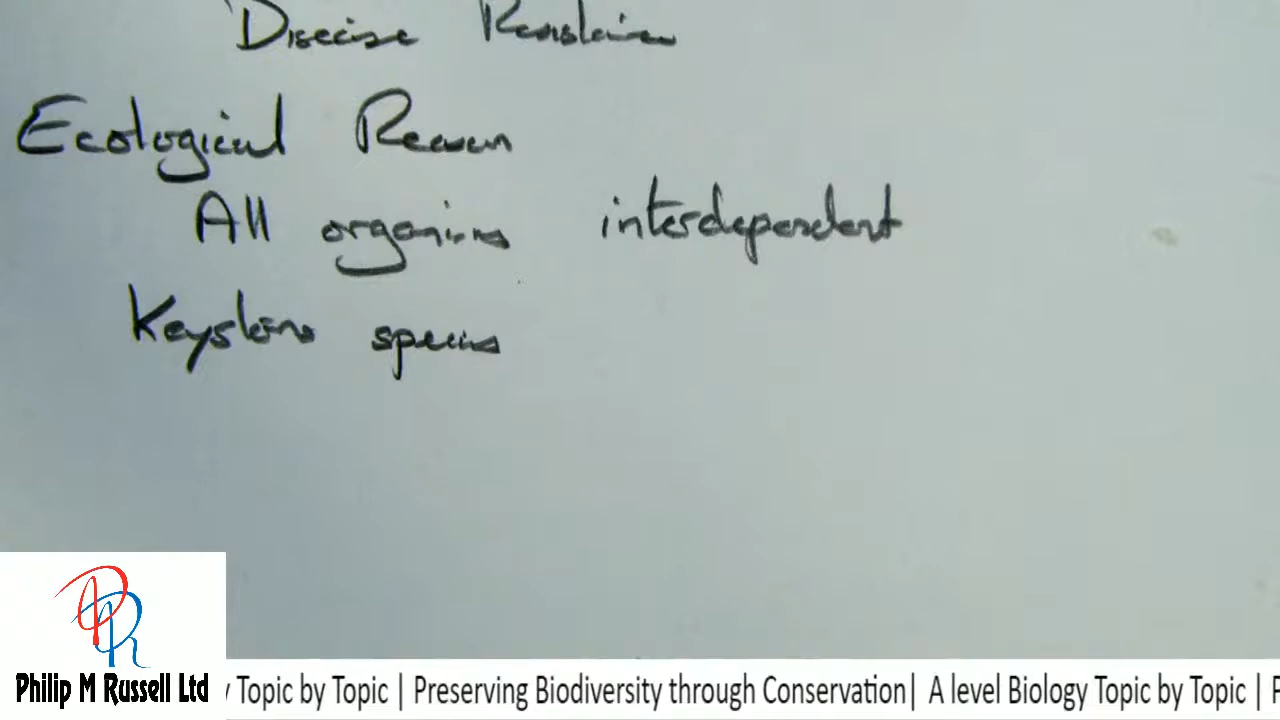 Disease Resistance
Ecological Reason
All organisms interdependent
Keystone species
Philip M Russell Ltd
y Topic by Topic | Preserving Biodiversity through Conservation| A level Biology Topic by Topic | P